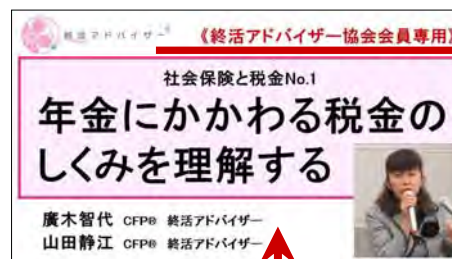 終活アドバイザー
《終活アドバイザー協会会員専用》
社会保険と税金No.1
年金にかかわる税金の
しくみを理解する
廣木智代 CFP® 終活アドバイザー
山田静江 CFP® 終活アドバイザー